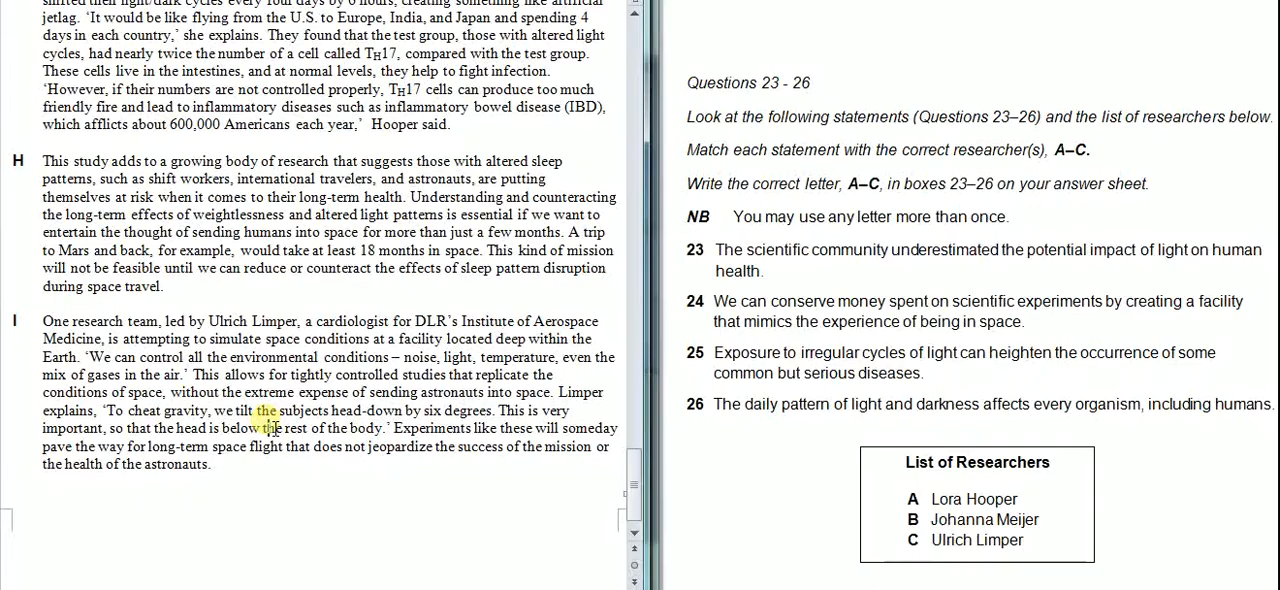 shifted their light/dark cycles every four days by 6 hours, creating something like artificial
jetlag. ‘It would be like flying from the U.S. to Europe, India, and Japan and spending 4
days in each country,’ she explains. They found that the test group, those with altered light
cycles, had nearly twice the number of a cell called TH17, compared with the test group.
These cells live in the intestines, and at normal levels, they help to fight infection.
‘However, if their numbers are not controlled properly, TH17 cells can produce too much
friendly fire and lead to inflammatory diseases such as inflammatory bowel disease (IBD),
which afflicts about 600,000 Americans each year,’ Hooper said.
H This study adds to a growing body of research that suggests those with altered sleep
patterns, such as shift workers, international travelers, and astronauts, are putting
themselves at risk when it comes to their long-term health. Understanding and counteracting
the long-term effects of weightlessness and altered light patterns is essential if we want to
entertain the thought of sending humans into space for more than just a few months. A trip
to Mars and back, for example, would take at least 18 months in space. This kind of mission
will not be feasible until we can reduce or counteract the effects of sleep pattern disruption
during space travel.
I One research team, led by Ulrich Limper, a cardiologist for DLR’s Institute of Aerospace
Medicine, is attempting to simulate space conditions at a facility located deep within the
Earth. ‘We can control all the environmental conditions – noise, light, temperature, even the
mix of gases in the air.’ This allows for tightly controlled studies that replicate the
conditions of space, without the extreme expense of sending astronauts into space. Limper
explains, ‘To cheat gravity, we tilt the subjects head-down by six degrees. This is very
important, so that the head is below the rest of the body.’ Experiments like these will someday
pave the way for long-term space flight that does not jeopardize the success of the mission or
the health of the astronauts.
Questions 23 - 26
Look at the following statements (Questions 23–26) and the list of researchers below.
Match each statement with the correct researcher(s), A–C.
Write the correct letter, A–C, in boxes 23–26 on your answer sheet.
NB You may use any letter more than once.
23 The scientific community underestimated the potential impact of light on human
health.
24 We can conserve money spent on scientific experiments by creating a facility
that mimics the experience of being in space.
25 Exposure to irregular cycles of light can heighten the occurrence of some
common but serious diseases.
26 The daily pattern of light and darkness affects every organism, including humans.
List of Researchers
A Lora Hooper
B Johanna Meijer
C Ulrich Limper